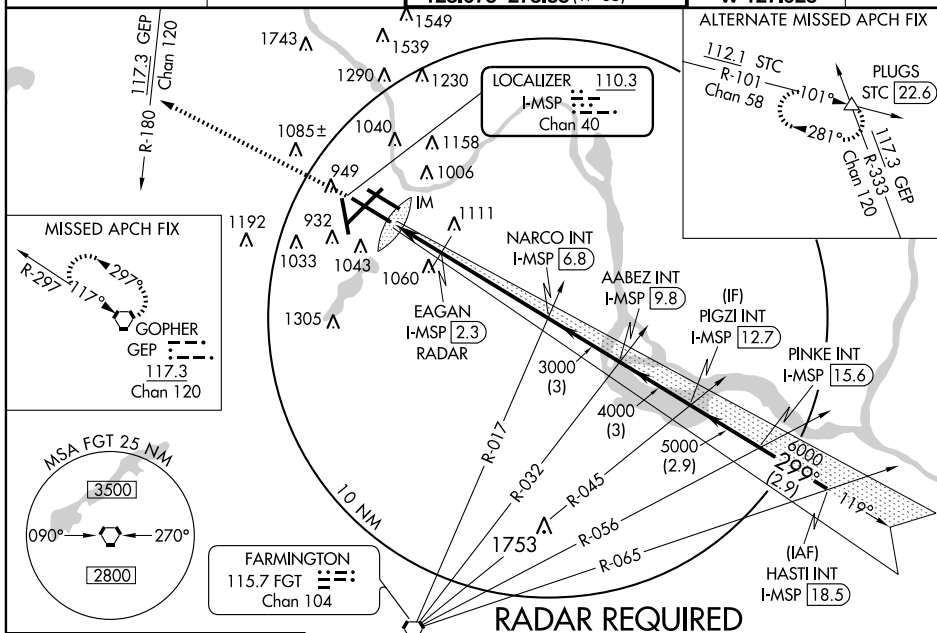 1549
1743
1539
1290
1230
117.3 GEP
Chan 120
R-180
LOCALIZER 110.3
I-MSP
Chan 40
ALTERNATE MISSED APCH FIX
112.1 STC
R-101
Chan 58
101°
281°
PLUGS
STC 22.6
117.3 GEP
R-333
Chan 120
1085±
1040
1158
1006
949
IM
1111
1192
932
1033
1043
1060
1305
MISSED APCH FIX
R-297
117°
297°
GOPHER
GEP
117.3
Chan 120
EAGAN
I-MSP 2.3
RADAR
NARCO INT
I-MSP 6.8
AABEZ INT
I-MSP 9.8
(IF)
PIGZI INT
I-MSP 12.7
PINKE INT
I-MSP 15.6
3000
(3)
4000
(3)
5000
(2.9)
6000
299°
(2.9)
119°
R-017
R-032
R-045
R-056
R-065
10 NM
1753
(IAF)
HASTI INT
I-MSP 18.5
MSA FGT 25 NM
3500
090°
270°
2800
FARMINGTON
115.7 FGT
Chan 104
RADAR REQUIRED